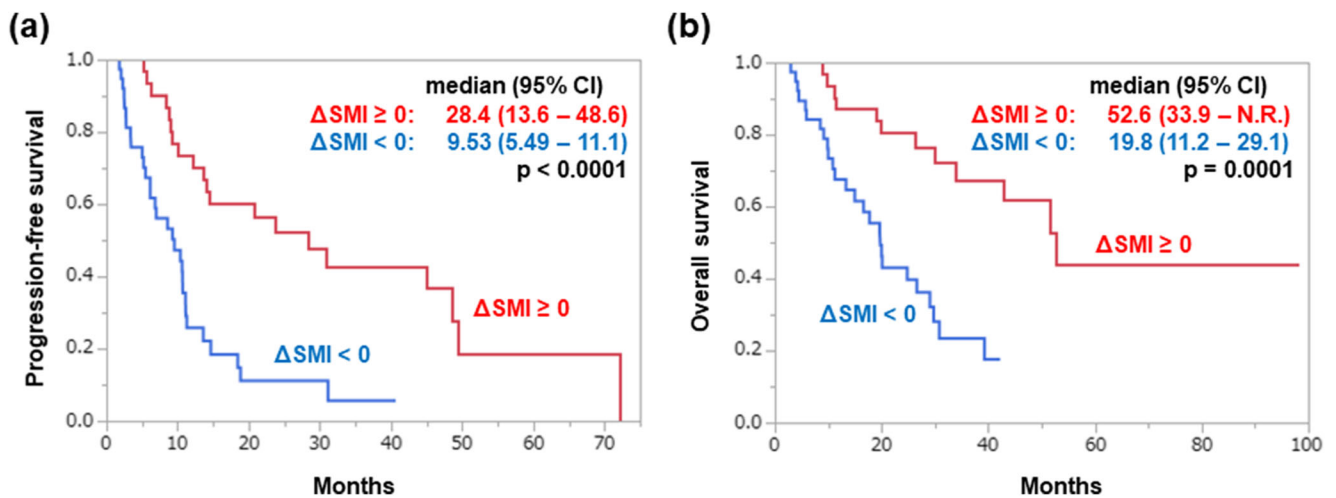 (a)
Progression-free survival
1.0
0.8
0.6
0.4
0.2
0.0
median (95% CI)
ΔSMI ≥ 0: 28.4 (13.6 – 48.6)
ΔSMI < 0: 9.53 (5.49 – 11.1)
p < 0.0001
ΔSMI ≥ 0
ΔSMI < 0
0 10 20 30 40 50 60 70
Months
(b)
Overall survival
1.0
0.8
0.6
0.4
0.2
0.0
median (95% CI)
ΔSMI ≥ 0: 52.6 (33.9 – N.R.)
ΔSMI < 0: 19.8 (11.2 – 29.1)
p = 0.0001
ΔSMI ≥ 0
ΔSMI < 0
0 20 40 60 80 100
Months